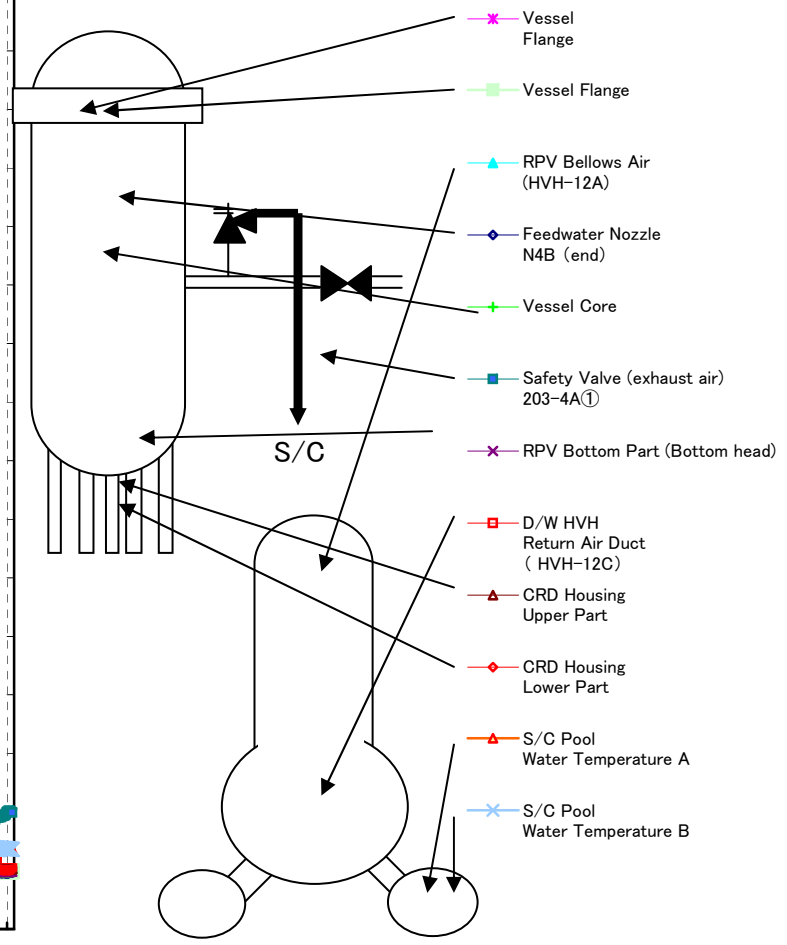 Vessel
Flange
Vessel Flange
RPV Bellows Air
(HVH-12A)
Feedwater Nozzle
N4B (end)
Vessel Core
Safety Valve (exhaust air)
203-4A①
S/C
RPV Bottom Part (Bottom head)
D/W HVH
Return Air Duct
( HVH-12C)
CRD Housing
Upper Part
CRD Housing
Lower Part
S/C Pool
Water Temperature A
S/C Pool
Water Temperature B